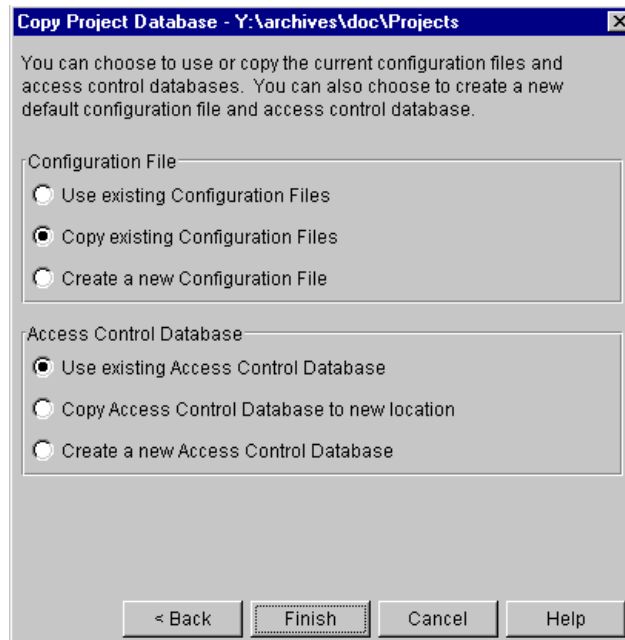 Copy Project Database - Y:\archives\doc\Projects
You can choose to use or copy the current configuration files and
access control databases. You can also choose to create a new
default configuration file and access control database.
Configuration File
Use existing Configuration Files
Copy existing Configuration Files
Create a new Configuration File
Access Control Database
Use existing Access Control Database
Copy Access Control Database to new location
Create a new Access Control Database
< Back Finish Cancel Help